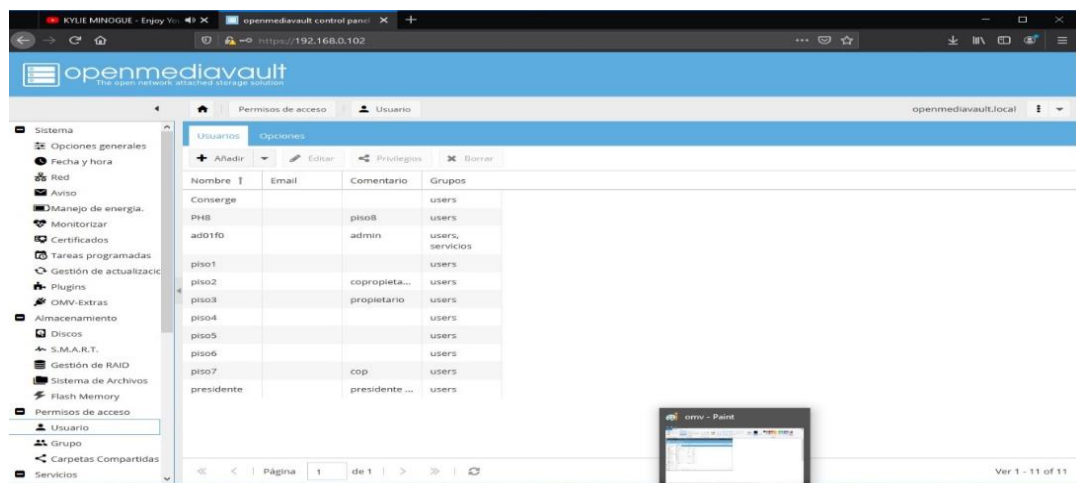 KYLIE MINOGUE - Enjoy Yo
openmediavault control panel
https://192.168.0.102
openmediavault
The open network attached storage solution
Permisos de acceso
Usuario
openmediavault.local
Sistema
Opciones generales
Fecha y hora
Red
Aviso
Manejo de energía.
Monitorizar
Certificados
Tareas programadas
Gestión de actualizacic
Plugins
OMV-Extras
Almacenamiento
Discos
S.M.A.R.T.
Gestión de RAID
Sistema de Archivos
Flash Memory
Permisos de acceso
Usuario
Grupo
Carpetas Compartidas
Servicios
Usuarios Opciones
Añadir Editar Privilegios Borrar
Nombre Email Comentario Grupos
Conserge users
PH8 piso8 users
ad01f0 admin users,
servicios
piso1 users
piso2 copropieta... users
piso3 propietario users
piso4 users
piso5 users
piso6 users
piso7 cop users
presidente presidente ... users
omv - Paint
Página 1 de 1
Ver 1 - 11 of 11